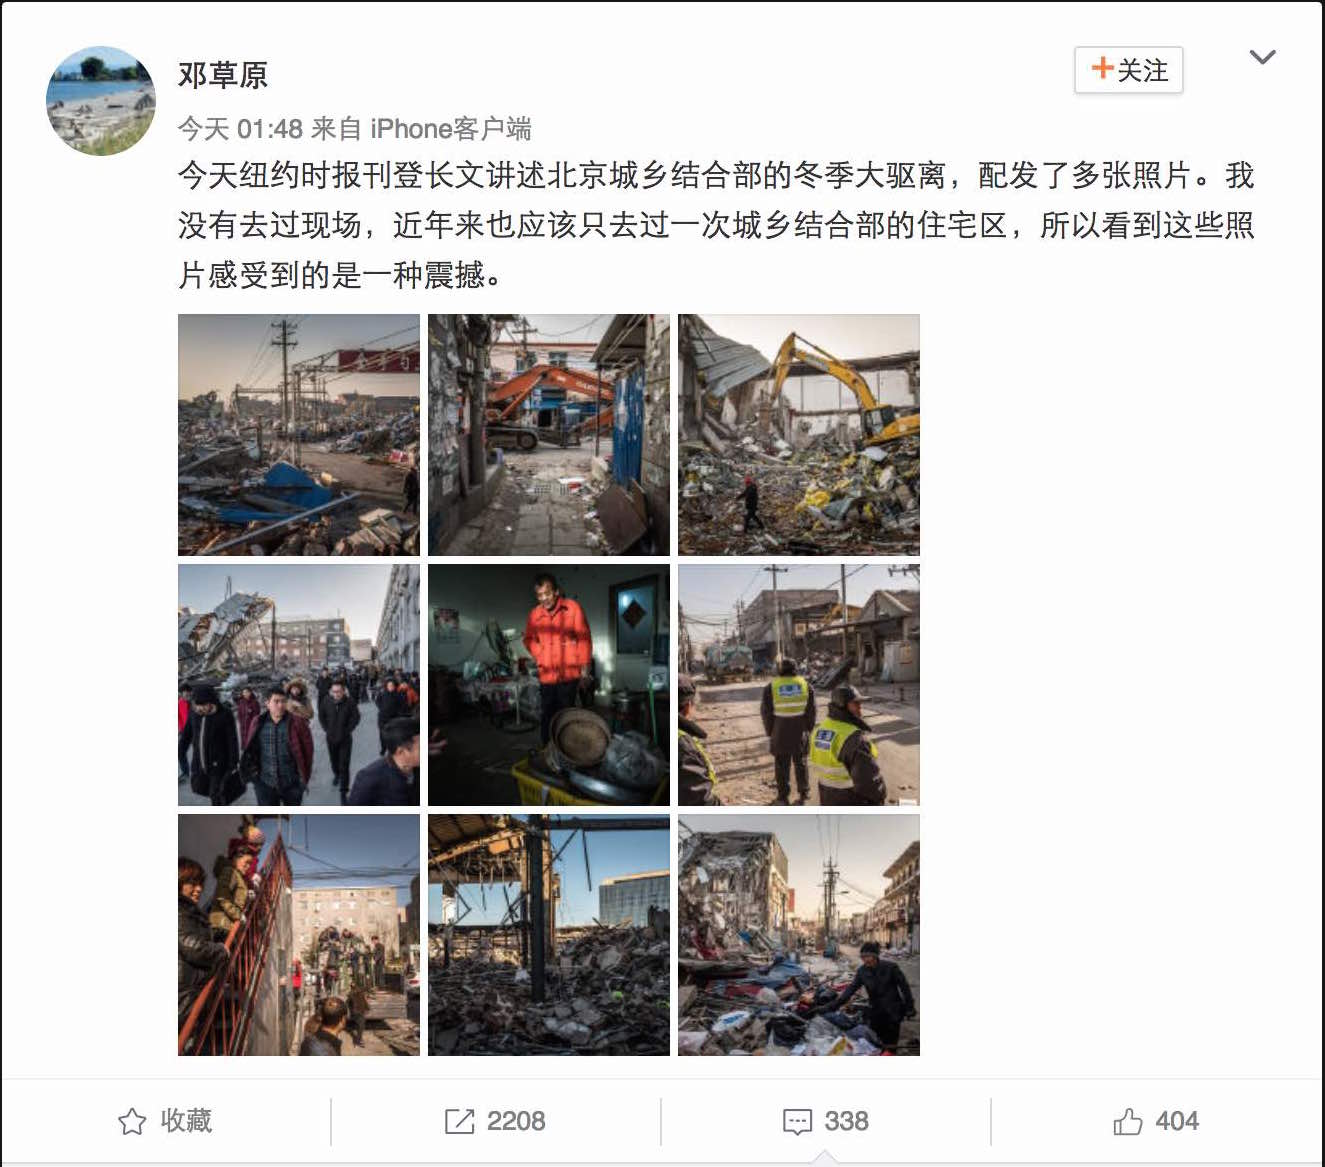 邓草原
+关注
今天 01:48 来自 iPhone客户端
今天纽约时报刊登长文讲述北京城乡结合部的冬季大驱离，配发了多张照片。我
没有去过现场，近年来也应该只去过一次城乡结合部的住宅区，所以看到这些照
片感受到的是一种震撼。
收藏
2208
338
404